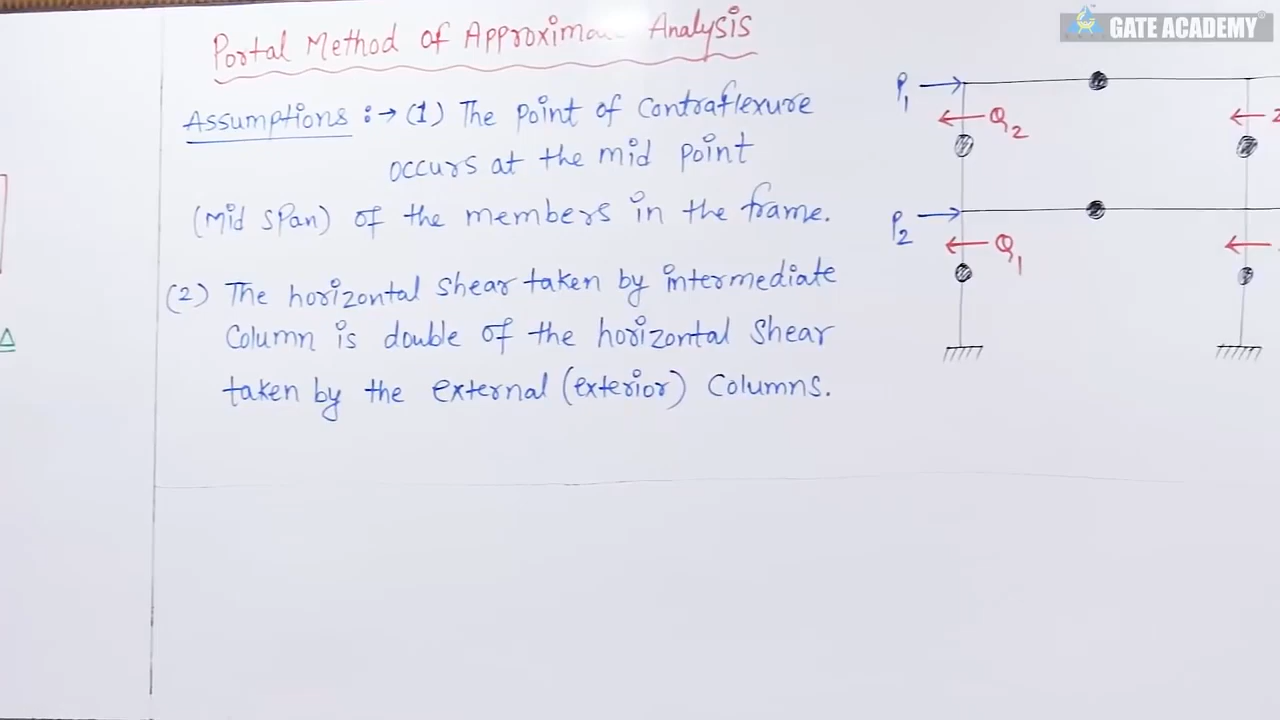 GATE ACADEMY
Portal Method of Approxima Analysis
Assumptions :→ (1) The Point of Contraflexure
occurs at the mid point
(Mid span) of the members in the frame.
(2) The horizontal shear taken by intermediate
Column is double of the horizontal Shear
taken by the external (exterior) Columns.
P1
Q2
P2
Q1
Δ